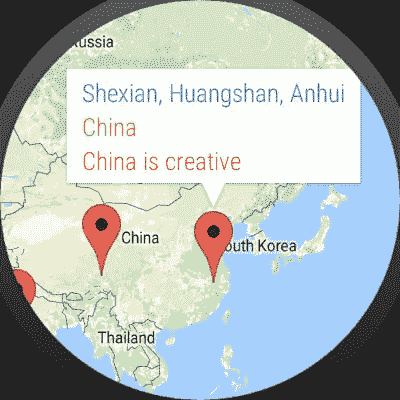 Russia
Shexian, Huangshan, Anhui
China
China is creative
China
South Korea
Thailand